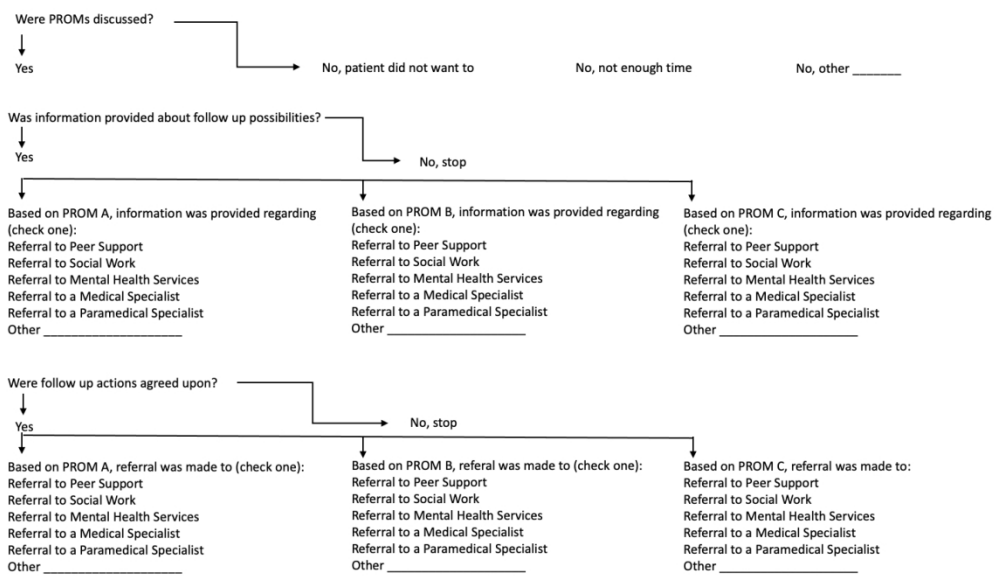 Were PROMs discussed?
Yes
No, patient did not want to
No, not enough time
No, other _______
Was information provided about follow up possibilities?
Yes
No, stop
Based on PROM A, information was provided regarding
(check one):
Referral to Peer Support
Referral to Social Work
Referral to Mental Health Services
Referral to a Medical Specialist
Referral to a Paramedical Specialist
Other ____________________
Based on PROM B, information was provided regarding
(check one):
Referral to Peer Support
Referral to Social Work
Referral to Mental Health Services
Referral to a Medical Specialist
Referral to a Paramedical Specialist
Other ____________________
Based on PROM C, information was provided regarding
(check one):
Referral to Peer Support
Referral to Social Work
Referral to Mental Health Services
Referral to a Medical Specialist
Referral to a Paramedical Specialist
Other ____________________
Were follow up actions agreed upon?
Yes
No, stop
Based on PROM A, referral was made to (check one):
Referral to Peer Support
Referral to Social Work
Referral to Mental Health Services
Referral to a Medical Specialist
Referral to a Paramedical Specialist
Other ____________________
Based on PROM B, referal was made to (check one):
Referral to Peer Support
Referral to Social Work
Referral to Mental Health Services
Referral to a Medical Specialist
Referral to a Paramedical Specialist
Other ____________________
Based on PROM C, referral was made to:
Referral to Peer Support
Referral to Social Work
Referral to Mental Health Services
Referral to a Medical Specialist
Referral to a Paramedical Specialist
Other ____________________